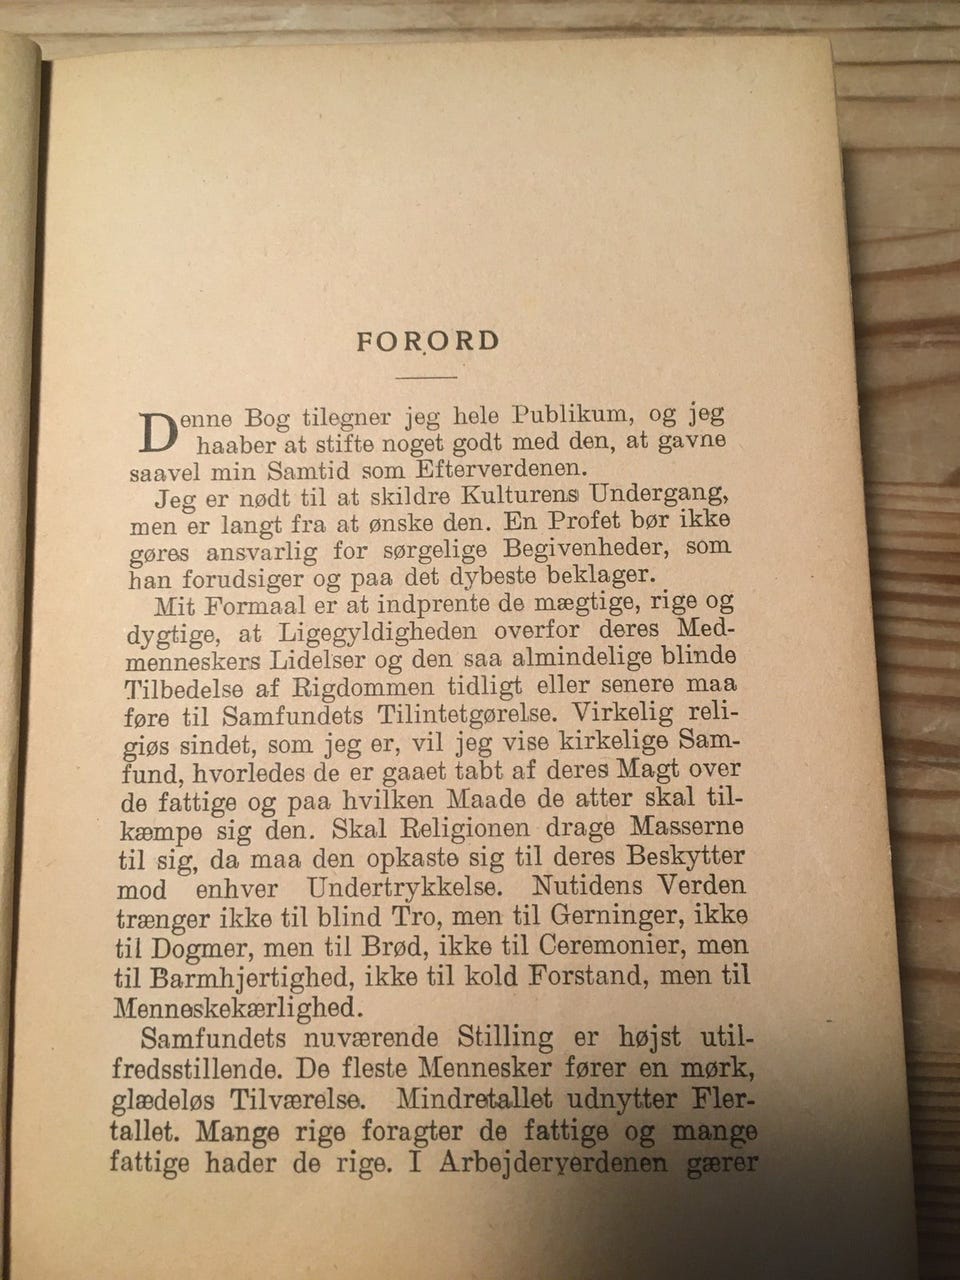 FORORD
Denne Bog tilegner jeg hele Publikum, og jeg
haaber at stifte noget godt med den, at gavne
saavel min Samtid som Efterverdenen.
Jeg er nødt til at skildre Kulturens Undergang,
men er langt fra at ønske den. En Profet bør ikke
gøres ansvarlig for sørgelige Begivenheder, som
han forudsiger og paa det dybeste beklager.
Mit Formaal er at indprente de mægtige, rige og
dygtige, at Ligegyldigheden overfor deres Med-
menneskers Lidelser og den saa almindelige blinde
Tilbedelse af Rigdommen tidligt eller senere maa
føre til Samfundets Tilintetgørelse. Virkelig reli-
giøs sindet, som jeg er, vil jeg vise kirkelige Sam-
fund, hvorledes de er gaaet tabt af deres Magt over
de fattige og paa hvilken Maade de atter skal til-
kæmpe sig den. Skal Religionen drage Masserne
til sig, da maa den opkaste sig til deres Beskytter
mod enhver Undertrykkelse. Nutidens Verden
trænger ikke til blind Tro, men til Gerninger, ikke
til Dogmer, men til Brød, ikke til Ceremonier, men
til Barmhjertighed, ikke til kold Forstand, men til
Menneskekærlighed.
Samfundets nuværende Stilling er højst util-
fredsstillende. De fleste Mennesker fører en mørk,
glædeløs Tilværelse. Mindretallet udnytter Fler-
tallet. Mange rige foragter de fattige og mange
fattige hader de rige. I Arbejderverdenen gærer